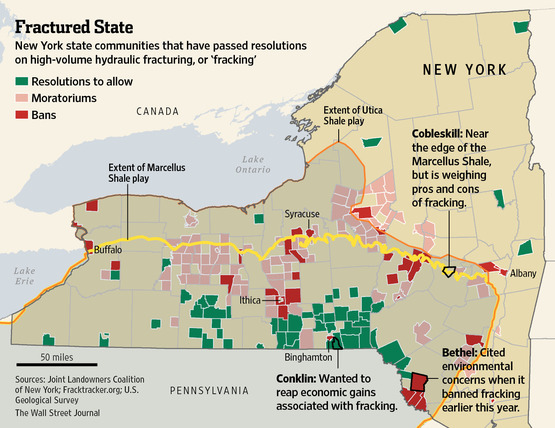 Fractured State
New York state communities that have passed resolutions
on high-volume hydraulic fracturing, or ‘fracking’
Resolutions to allow
Moratoriums
Bans
CANADA
NEW YORK
Extent of Utica
Shale play
Cobleskill: Near
the edge of the
Marcellus Shale,
but is weighing
pros and cons
of fracking.
Lake
Ontario
Extent of Marcellus
Shale play
Syracuse
Buffalo
Lake
Erie
Albany
Ithica
50 miles
Binghamton
Bethel: Cited
environmental
concerns when it
banned fracking
earlier this year.
Conklin: Wanted to
reap economic gains
associated with fracking.
PENNSYLVANIA
Sources: Joint Landowners Coalition
of New York; Fracktracker.org; U.S.
Geological Survey
The Wall Street Journal